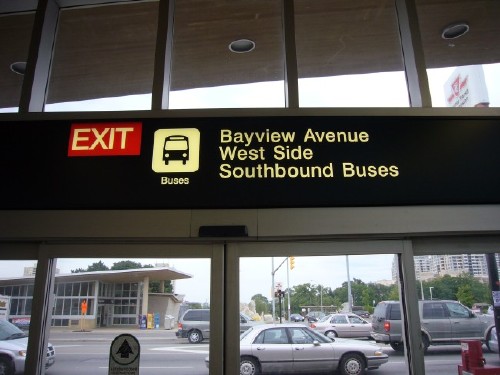 EXIT
Buses
Bayview Avenue
West Side
Southbound Buses